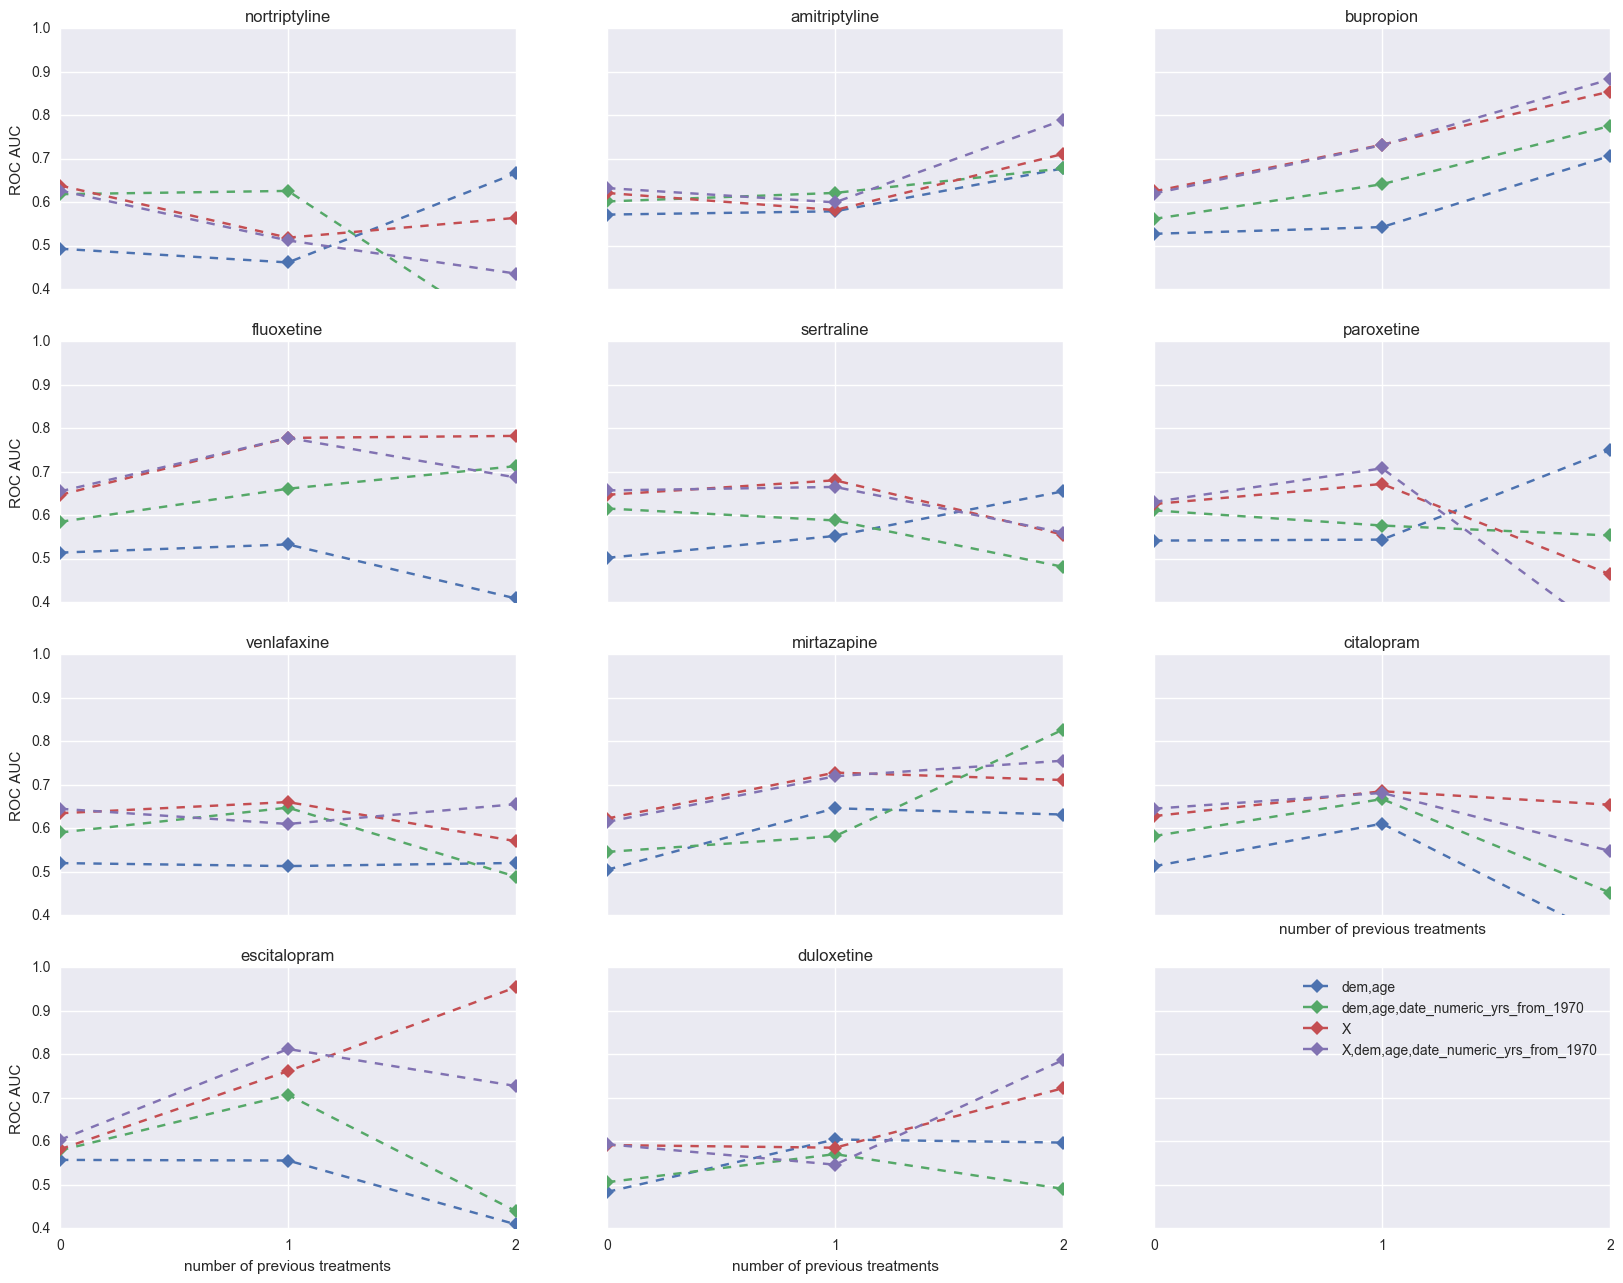 nortriptyline
amitriptyline
bupropion
1.0
0.9
0.8
0.7
0.6
0.5
0.4
ROC AUC
fluoxetine
sertraline
paroxetine
1.0
0.9
0.8
0.7
0.6
0.5
0.4
ROC AUC
venlafaxine
mirtazapine
citalopram
1.0
0.9
0.8
0.7
0.6
0.5
0.4
ROC AUC
number of previous treatments
escitalopram
duloxetine
1.0
0.9
0.8
0.7
0.6
0.5
0.4
ROC AUC
dem,age
dem,age,date_numeric_yrs_from_1970
X
X,dem,age,date_numeric_yrs_from_1970
0 1 2
0 1 2
0 1 2
number of previous treatments
number of previous treatments